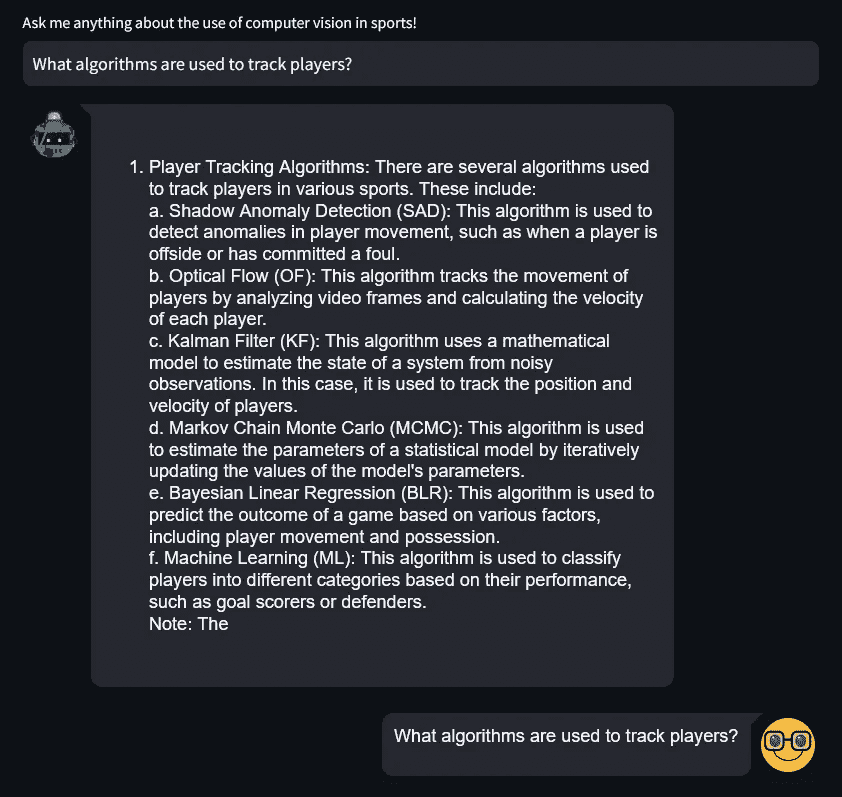 Ask me anything about the use of computer vision in sports!
What algorithms are used to track players?
1. Player Tracking Algorithms: There are several algorithms used
to track players in various sports. These include:
a. Shadow Anomaly Detection (SAD): This algorithm is used to
detect anomalies in player movement, such as when a player is
offside or has committed a foul.
b. Optical Flow (OF): This algorithm tracks the movement of
players by analyzing video frames and calculating the velocity
of each player.
c. Kalman Filter (KF): This algorithm uses a mathematical
model to estimate the state of a system from noisy
observations. In this case, it is used to track the position and
velocity of players.
d. Markov Chain Monte Carlo (MCMC): This algorithm is used
to estimate the parameters of a statistical model by iteratively
updating the values of the model's parameters.
e. Bayesian Linear Regression (BLR): This algorithm is used to
predict the outcome of a game based on various factors,
including player movement and possession.
f. Machine Learning (ML): This algorithm is used to classify
players into different categories based on their performance,
such as goal scorers or defenders.
Note: The
What algorithms are used to track players?